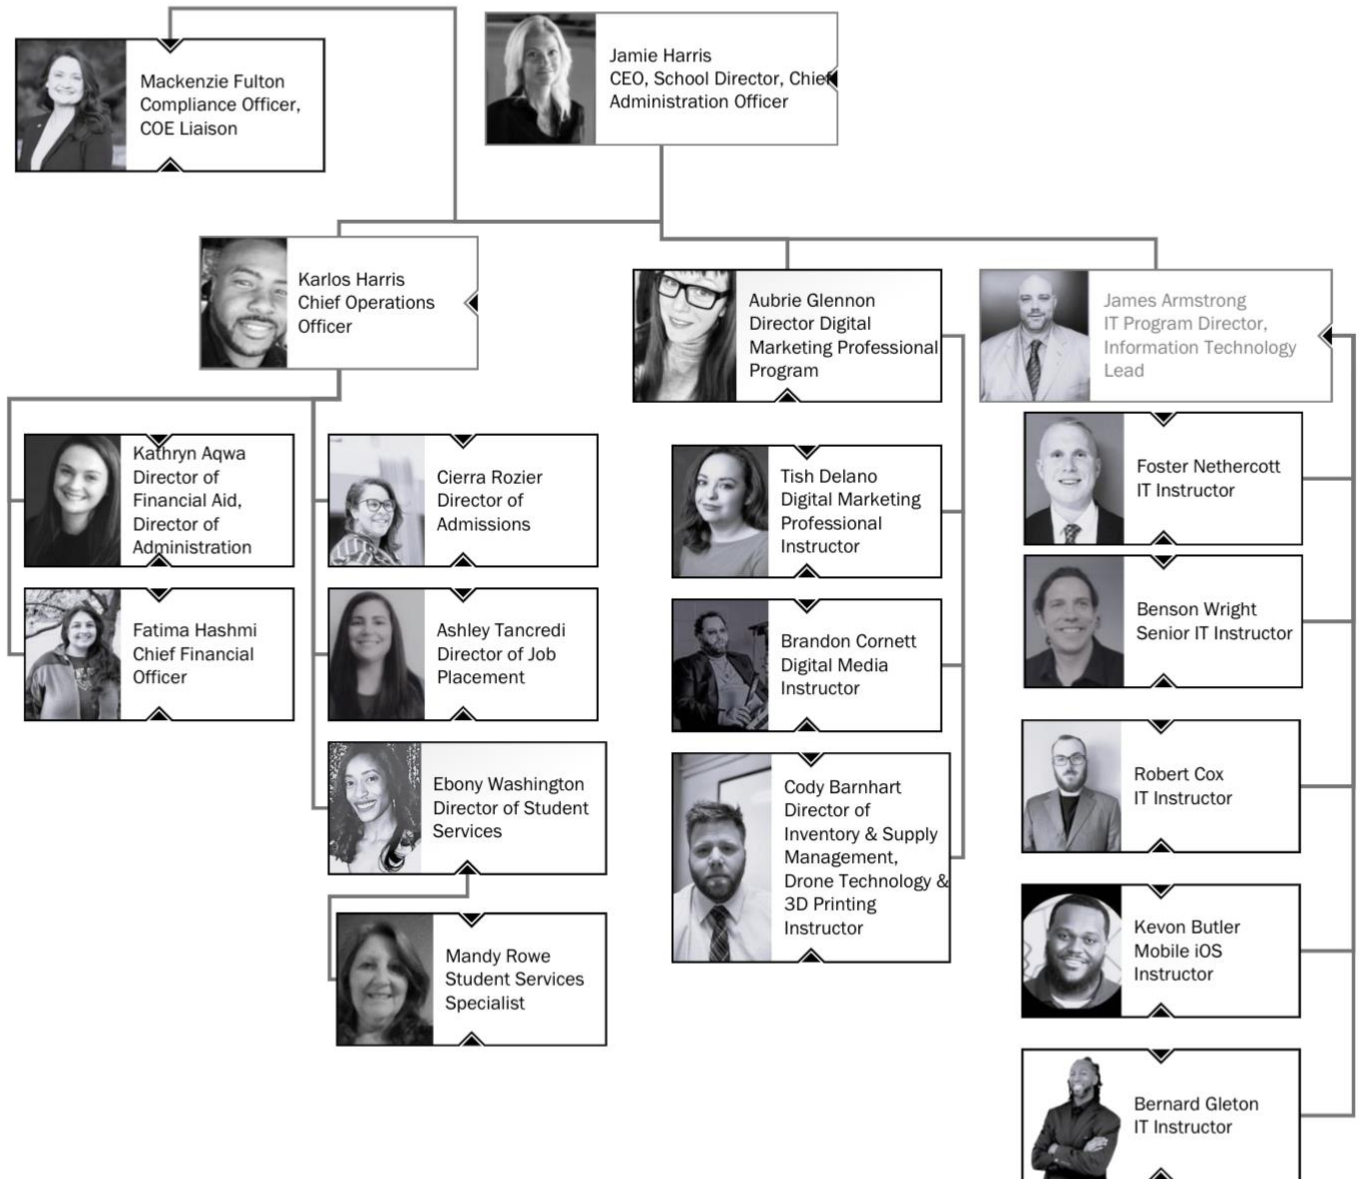 Mackenzie Fulton
Compliance Officer,
COE Liaison
Jamie Harris
CEO, School Director, Chief
Administration Officer
Karlos Harris
Chief Operations
Officer
Aubrie Glennon
Director Digital
Marketing Professional
Program
James Armstrong
IT Program Director,
Information Technology
Lead
Kathryn Aqwa
Director of
Financial Aid,
Director of
Administration
Cierra Rozier
Director of
Admissions
Tish Delano
Digital Marketing
Professional
Instructor
Foster Nethercott
IT Instructor
Fatima Hashmi
Chief Financial
Officer
Ashley Tancredi
Director of Job
Placement
Brandon Cornett
Digital Media
Instructor
Benson Wright
Senior IT Instructor
Ebony Washington
Director of Student
Services
Cody Barnhart
Director of
Inventory & Supply
Management,
Drone Technology &
3D Printing
Instructor
Robert Cox
IT Instructor
Mandy Rowe
Student Services
Specialist
Kevon Butler
Mobile iOS
Instructor
Bernard Gleton
IT Instructor